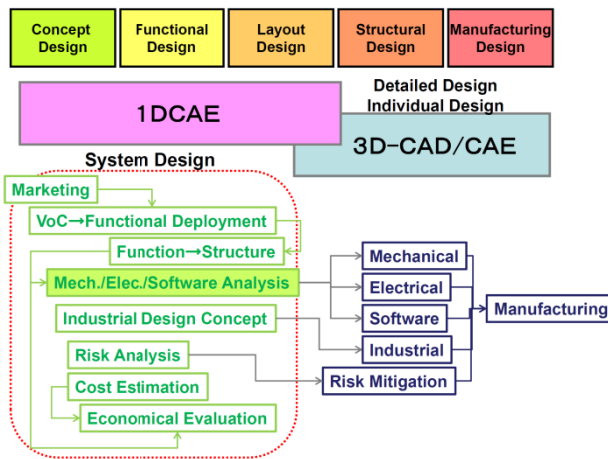 Concept
Design
Functional
Design
Layout
Design
Structural
Design
Manufacturing
Design
1DCAE
Detailed Design
Individual Design
3D-CAD/CAE
System Design
Marketing
VoC→Functional Deployment
Function→Structure
Mech./Elec./Software Analysis
Industrial Design Concept
Risk Analysis
Cost Estimation
Economical Evaluation
Mechanical
Electrical
Software
Industrial
Risk Mitigation
Manufacturing